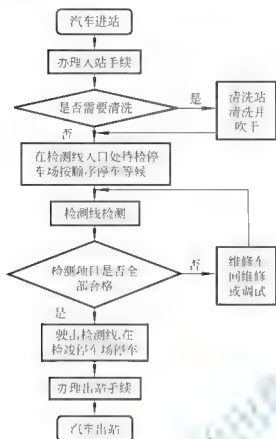 汽车进站
办理入站手续
是否需要清洗
是
清洗站
清洗并
吹干
否
在检测线入口处待检停
车场按顺序停车等候
检测线检测
检测项目是否全
部合格
否
维修车
间维修
或调试
是
驶出检测线,在
检竣停车场停车
办理出站手续
汽车出站